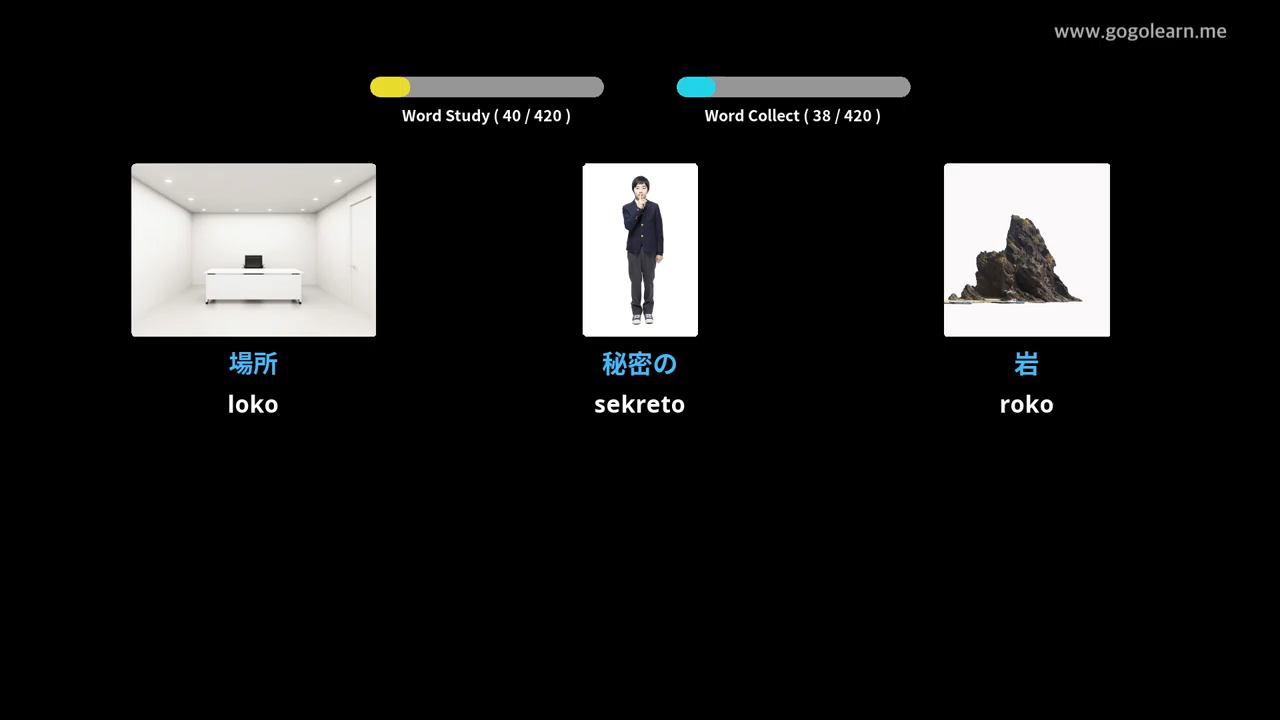 www.gogolearn.me
Word Study ( 40 / 420 )
Word Collect ( 38 / 420 )
場所
秘密の
岩
loko
sekreto
roko